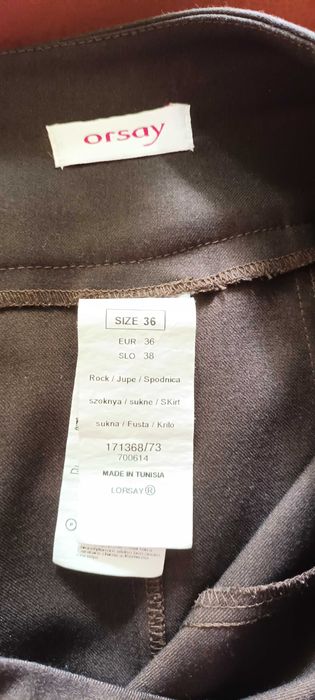 orsay
SIZE 36
EUR 36
SLO 38
Rock / Jupe / Spodnica
szoknya / sukne / SKirt
sukna / Fusta / Krilo
171368/73
700614
MADE IN TUNISIA
LORSAY®
P